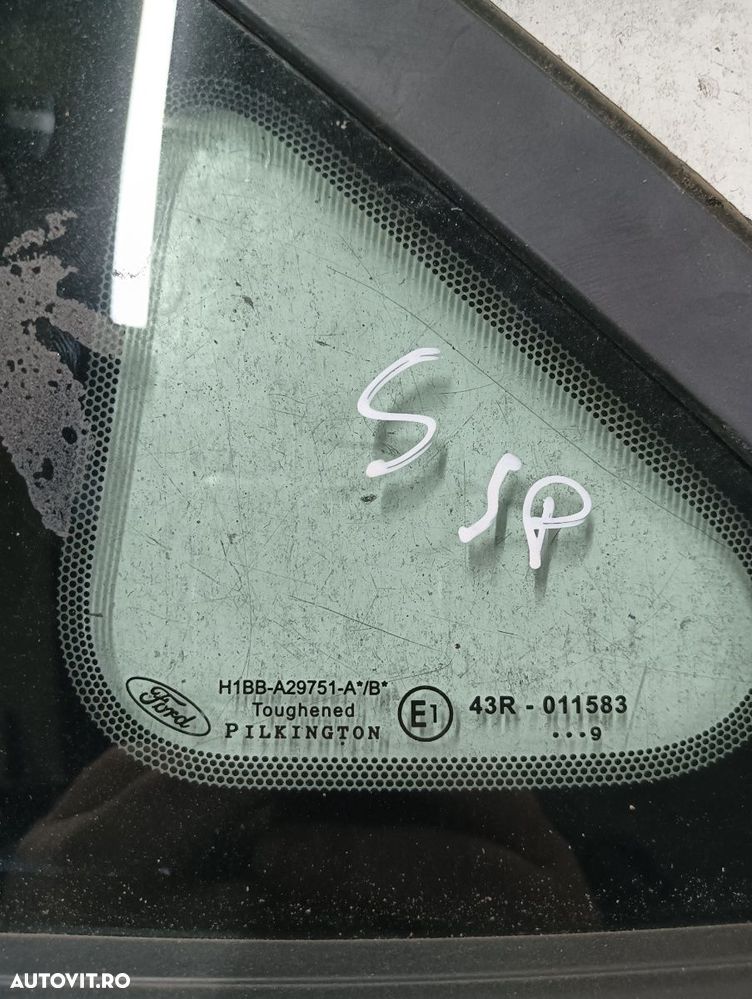 S SP
Ford
H1BB-A29751-A*/B*
Toughened
PILKINGTON
E1
43R - 011583
...9
AUTOVIT.RO